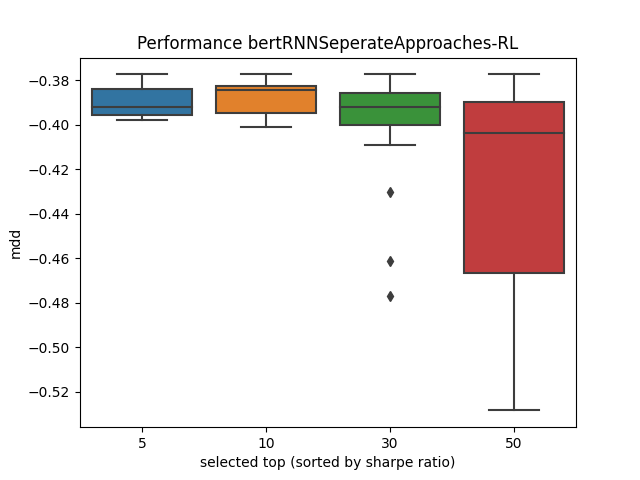 Performance bertRNNSeperateApproaches-RL
−0.38
−0.40
−0.42
−0.44
−0.46
−0.48
−0.50
−0.52
mdd
5 10 30 50
selected top (sorted by sharpe ratio)